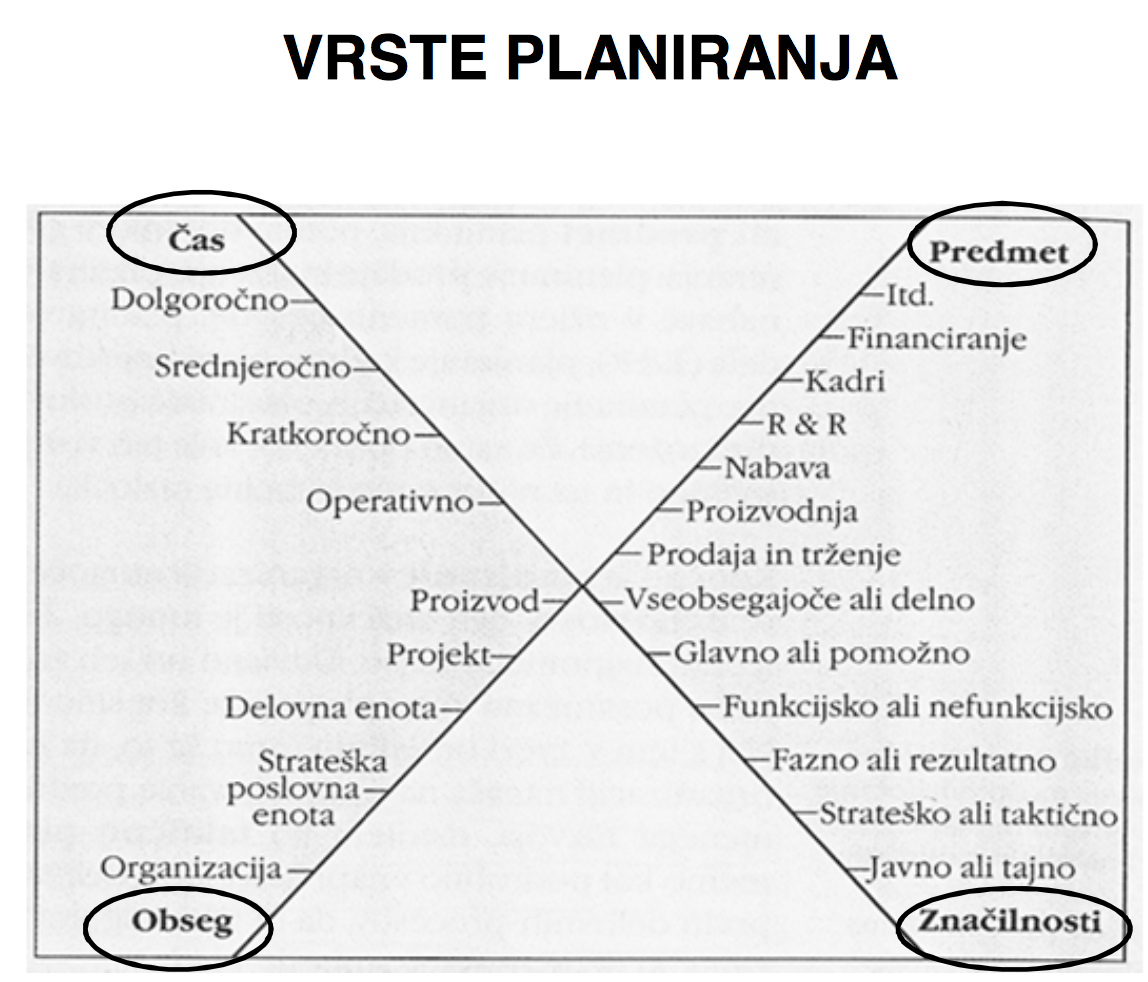 VRSTE PLANIRANJA
Čas
Dolgoročno
Srednjeročno
Kratkoročno
Operativno
Predmet
Itd.
Financiranje
Kadri
R & R
Nabava
Proizvodnja
Prodaja in trženje
Proizvod
Projekt
Delovna enota
Strateška
poslovna
enota
Organizacija
Obseg
Vseobsegajoče ali delno
Glavno ali pomožno
Funkcijsko ali nefunkcijsko
Fazno ali rezultatno
Strateško ali taktično
Javno ali tajno
Značilnosti